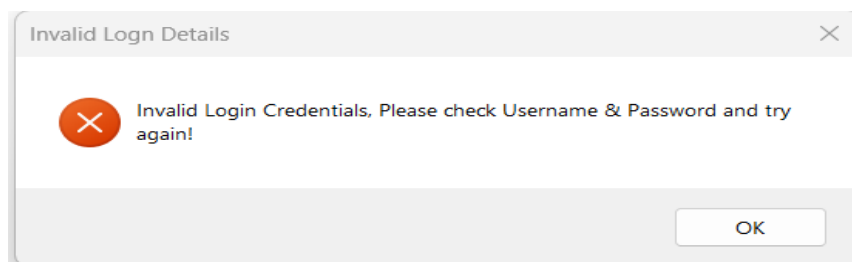 Invalid Logn Details
Invalid Login Credentials, Please check Username & Password and try
again!
OK